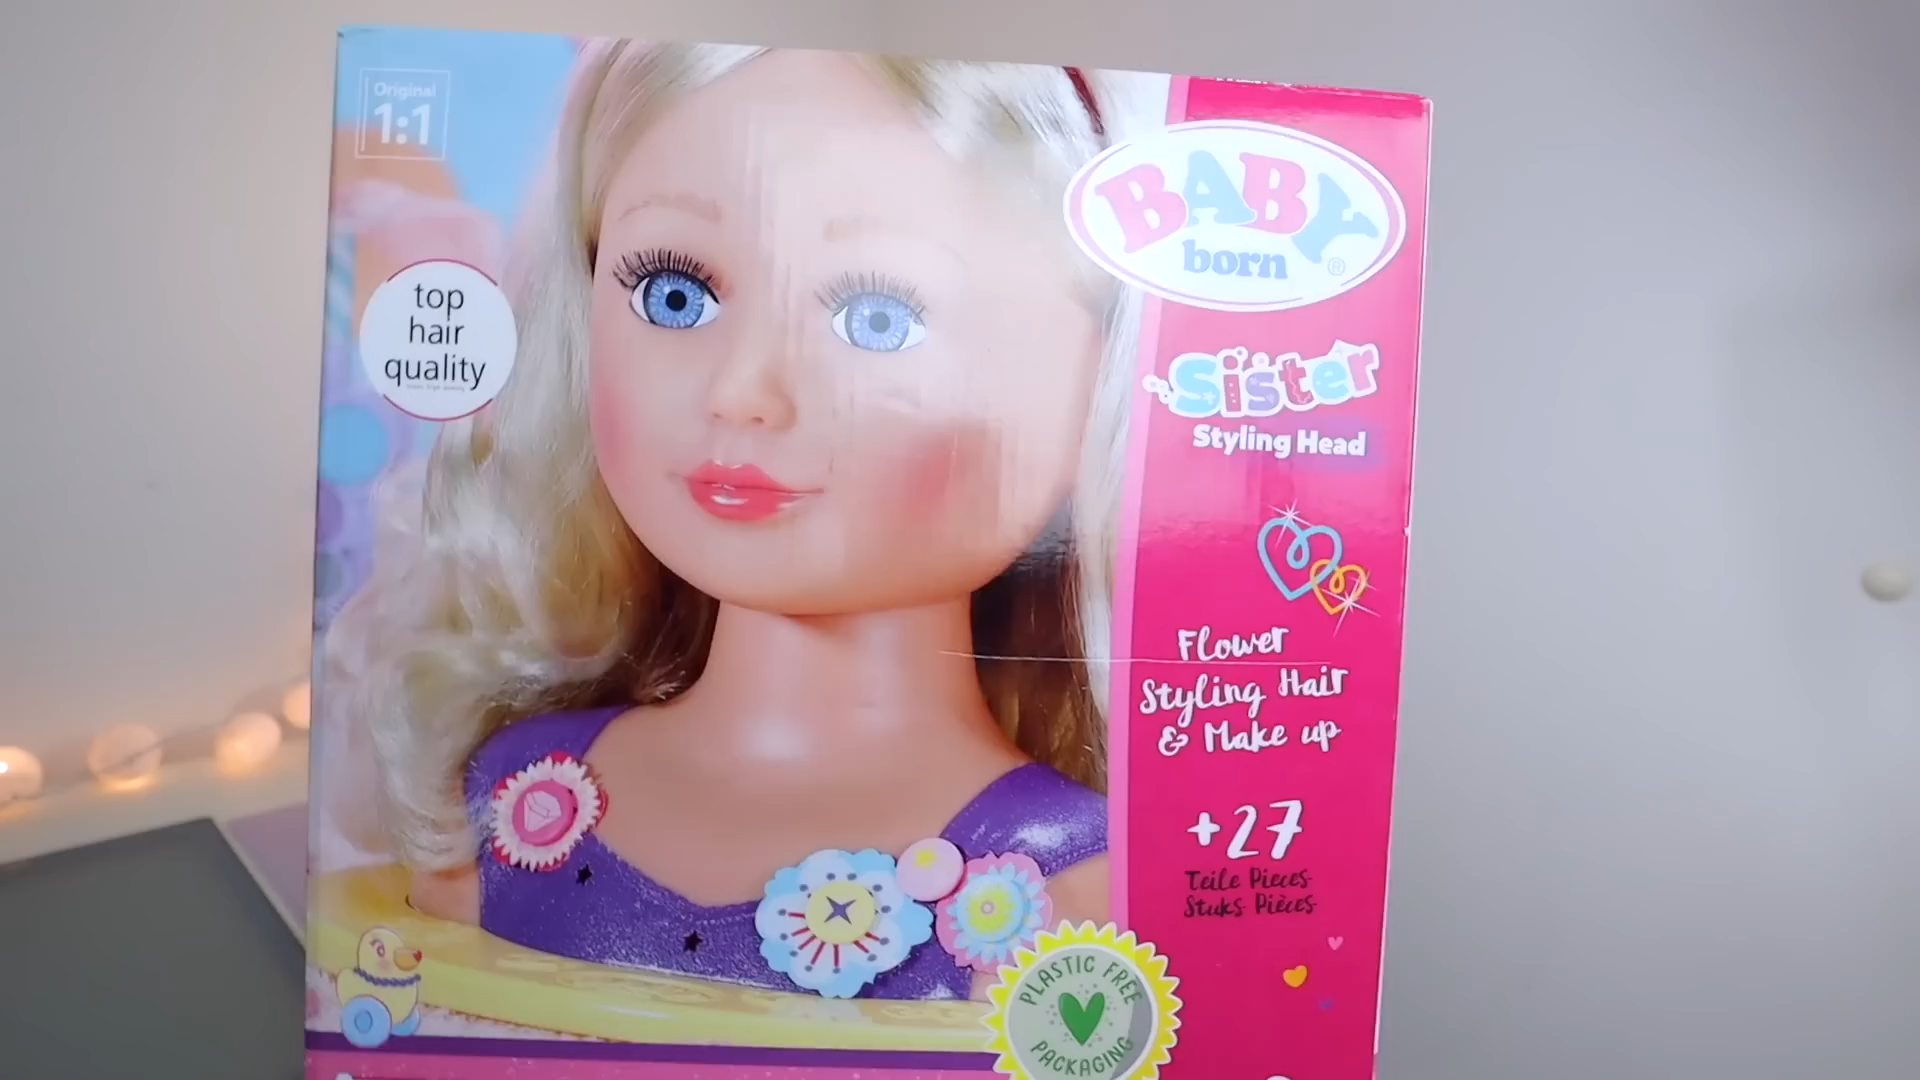 Original
1:1
top
hair
quality
BABY
born
®
Sister
Styling Head
Flower
Styling Hair
& Make up
+27
Teile Pieces
Stuks Pièces
PLASTIC FREE
PACKAGING